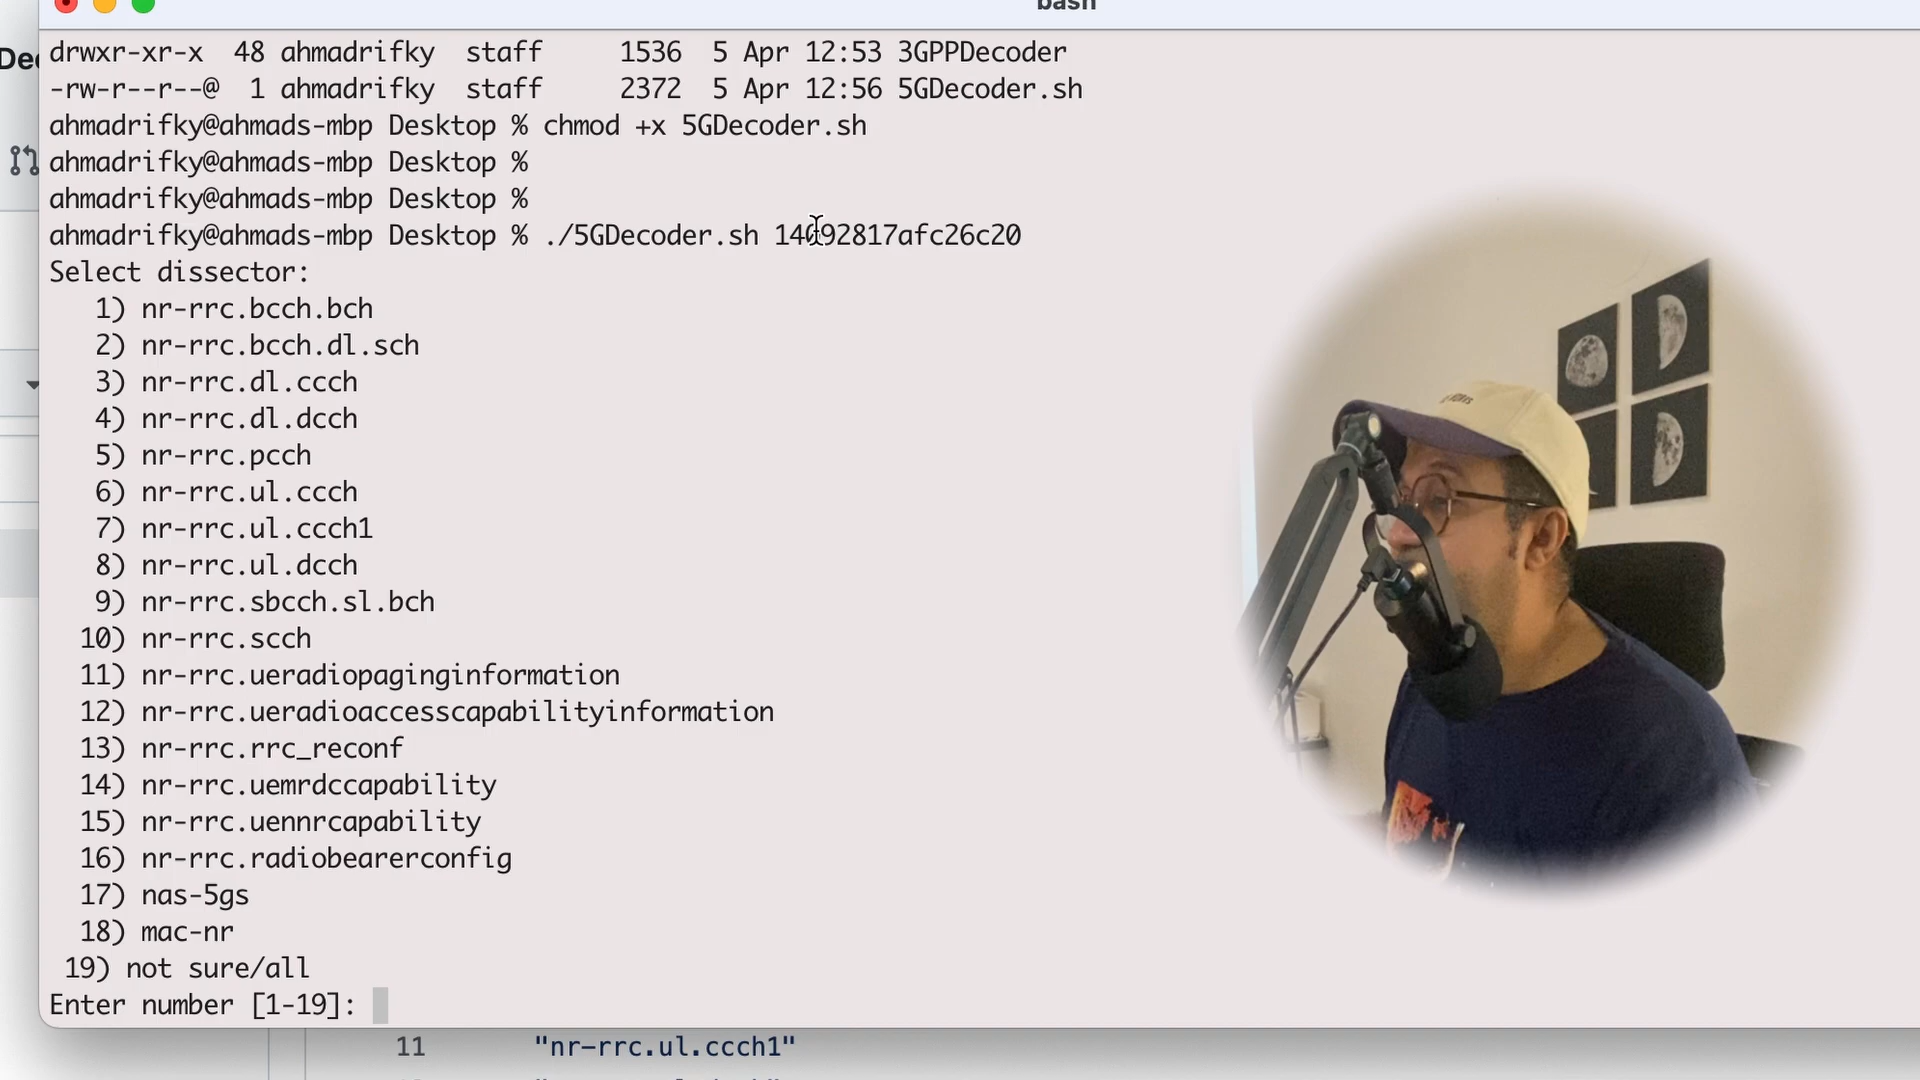 bash
Dec
drwxr-xr-x  48 ahmadrifky  staff     1536  5 Apr 12:53 3GPPDecoder
-rw-r--r--@  1 ahmadrifky  staff     2372  5 Apr 12:56 5GDecoder.sh
ahmadrifky@ahmads-mbp Desktop % chmod +x 5GDecoder.sh
ahmadrifky@ahmads-mbp Desktop %
ahmadrifky@ahmads-mbp Desktop %
ahmadrifky@ahmads-mbp Desktop % ./5GDecoder.sh 14092817afc26c20
Select dissector:
1) nr-rrc.bcch.bch
2) nr-rrc.bcch.dl.sch
3) nr-rrc.dl.ccch
4) nr-rrc.dl.dcch
5) nr-rrc.pcch
6) nr-rrc.ul.ccch
7) nr-rrc.ul.ccch1
8) nr-rrc.ul.dcch
9) nr-rrc.sbcch.sl.bch
10) nr-rrc.scch
11) nr-rrc.ueradiopaginginformation
12) nr-rrc.ueradioaccesscapabilityinformation
13) nr-rrc.rrc_reconf
14) nr-rrc.uemrdccapability
15) nr-rrc.uennrcapability
16) nr-rrc.radiobearerconfig
17) nas-5gs
18) mac-nr
19) not sure/all
Enter number [1-19]:
11 "nr-rrc.ul.ccch1"